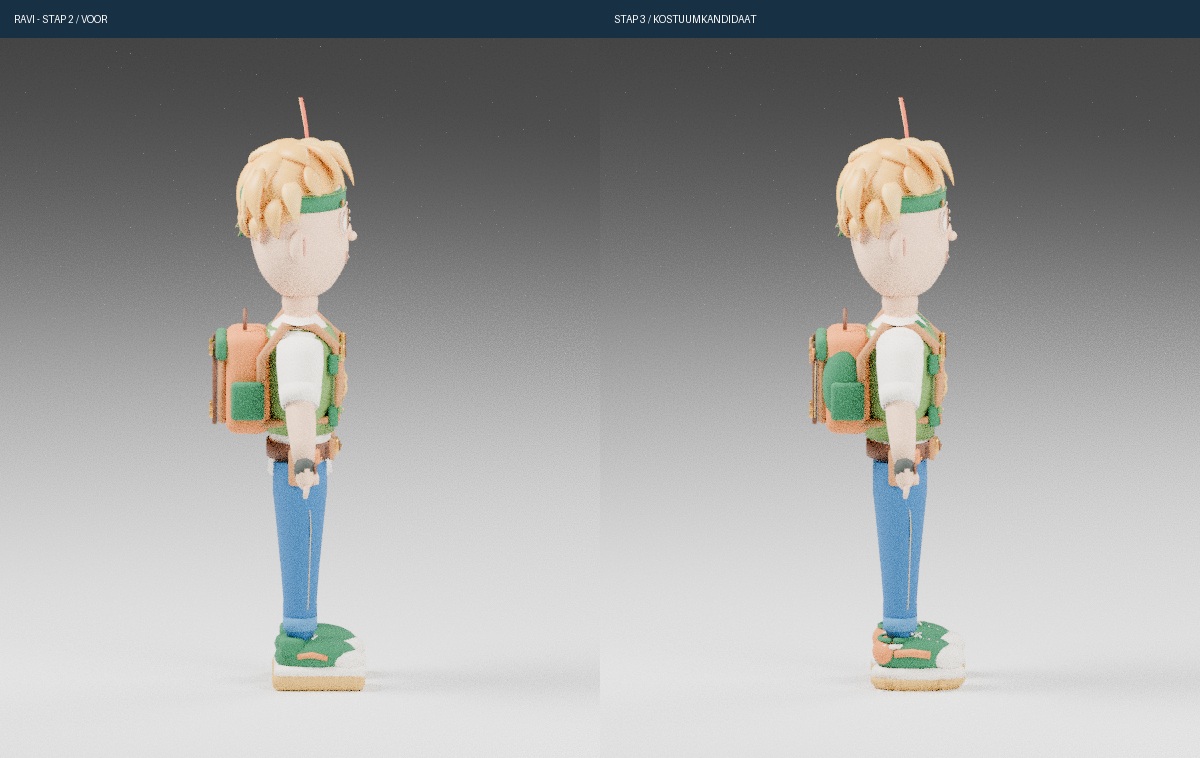 RAVI - STAP 2 / VOOR
STAP 3 / KOSTUUMKANDIDAAT